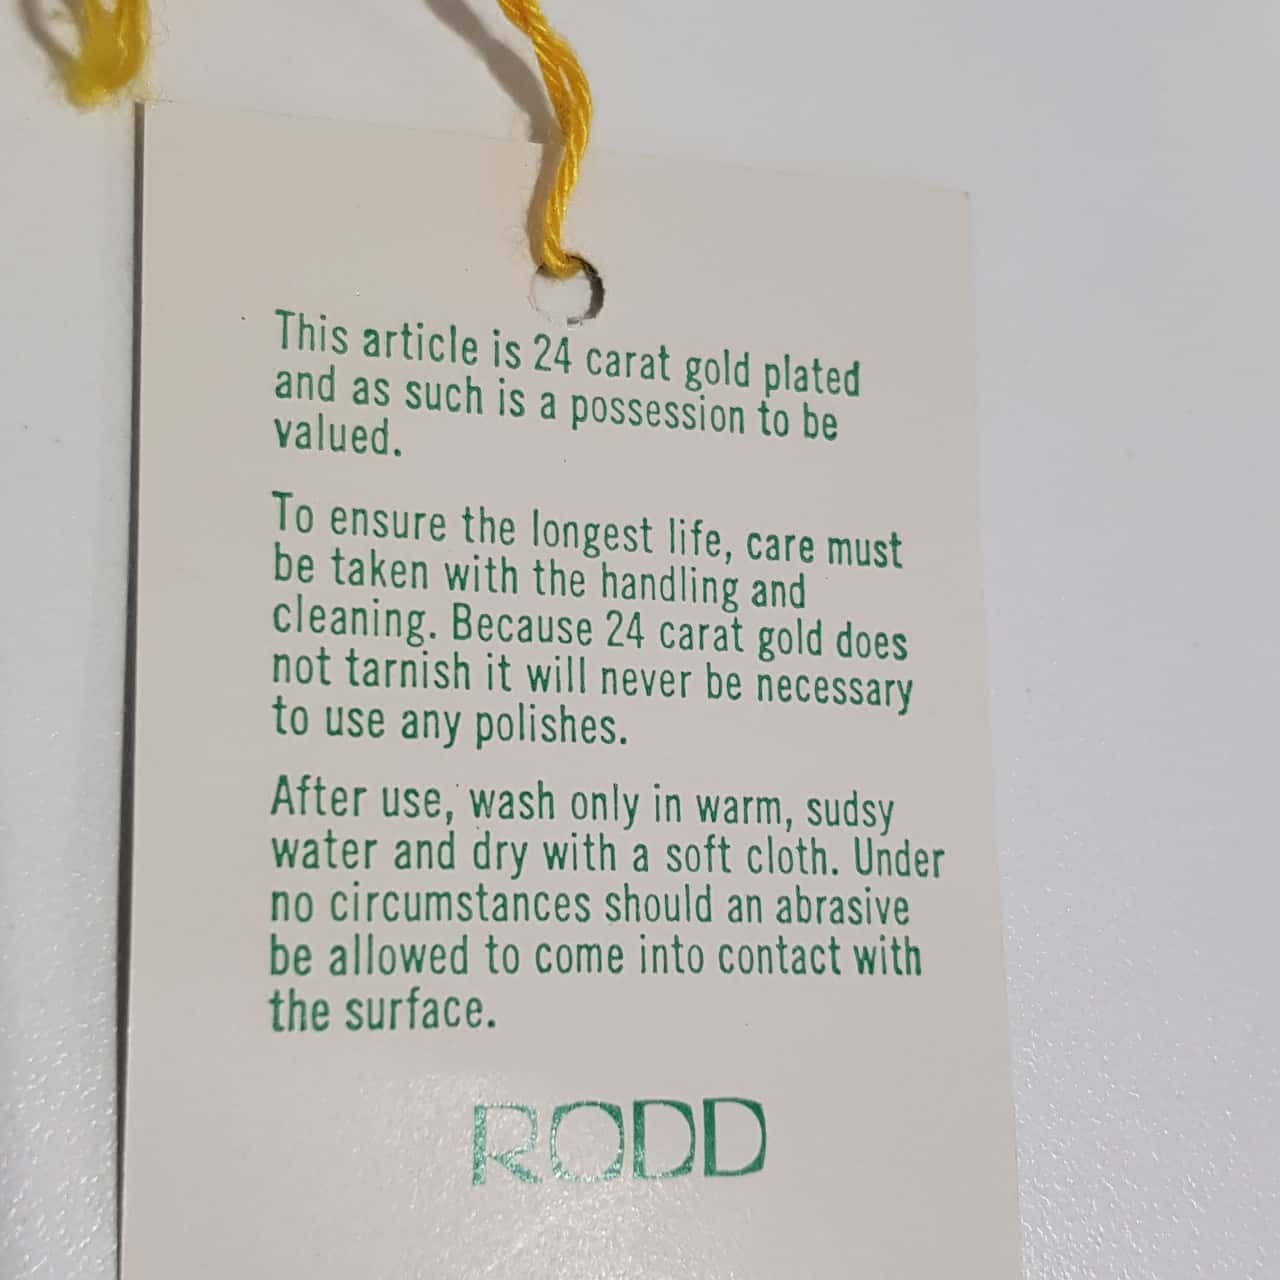 This article is 24 carat gold plated
and as such is a possession to be
valued.
To ensure the longest life, care must
be taken with the handling and
cleaning. Because 24 carat gold does
not tarnish it will never be necessary
to use any polishes.
After use, wash only in warm, sudsy
water and dry with a soft cloth. Under
no circumstances should an abrasive
be allowed to come into contact with
the surface.
RODD